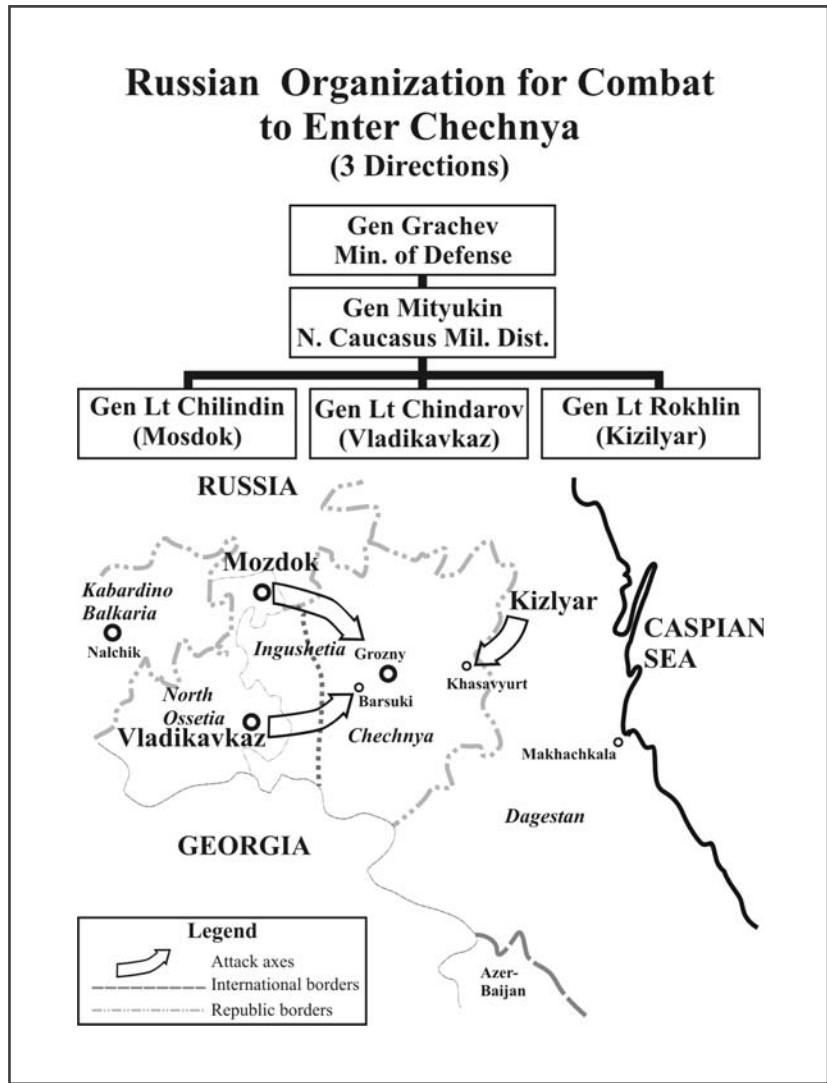 Russian Organization for Combat
to Enter Chechnya
(3 Directions)
Gen Grachev
Min. of Defense
Gen Mityukin
N. Caucasus Mil. Dist.
Gen Lt Chilindin
(Mosdok)
Gen Lt Chindarov
(Vladikavkaz)
Gen Lt Rokhlin
(Kizilyar)
RUSSIA
Mozdok
Kabardino
Balkaria
Nalchik
Kizlyar
CASPIAN
SEA
Ingushetia
Grozny
Khasavyurt
North
Ossetia
Barsuki
Vladikavkaz
Chechnya
Makhachkala
Dagestan
GEORGIA
Legend
Attack axes
International borders
Republic borders
Azer-
Baijan